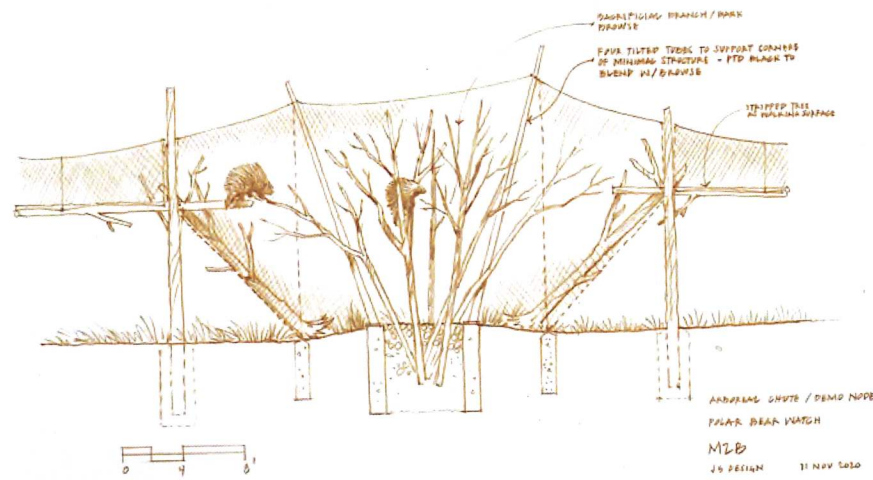 SACRIFICIAL BRANCH / BARK
BROWSE
FOUR TILTED TUBES TO SUPPORT CORNERS
OF MINIMAL STRUCTURE - PTD BLACK TO
BLEND W/ BROWSE
STRIPPED TREE
AS WALKING SURFACE
ARBOREAL CHUTE / DEMO NODE
POLAR BEAR WATCH
MZB
JS DESIGN 11 NOV 2020
0 4 8'